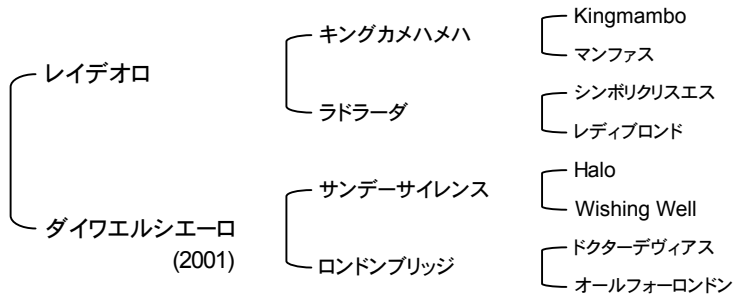 レイデオロ
キングカメハメハ
Kingmambo
マンファス
ラドラーダ
シンボリクリスエス
レディブロンド
ダイワエルシエーロ
(2001)
サンデーサイレンス
Halo
Wishing Well
ロンドンブリッジ
ドクターデヴィアス
オールフォーロンドン